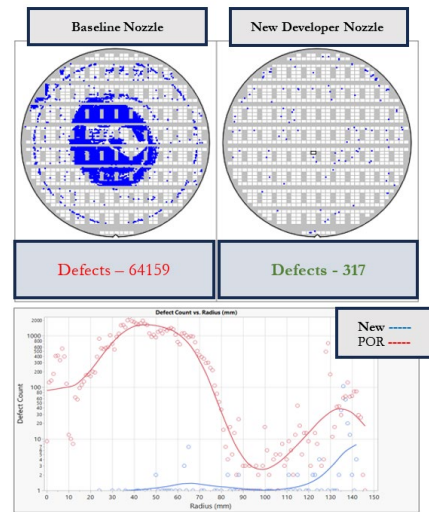 Baseline Nozzle
New Developer Nozzle
Defects – 64159
Defects - 317
Defect Count vs. Radius (mm)
New -----
POR -----
Defect Count
2000
1000
100
10
1
0 10 20 30 40 50 60 70 80 90 100 110 120 130 140 150
Radius (mm)